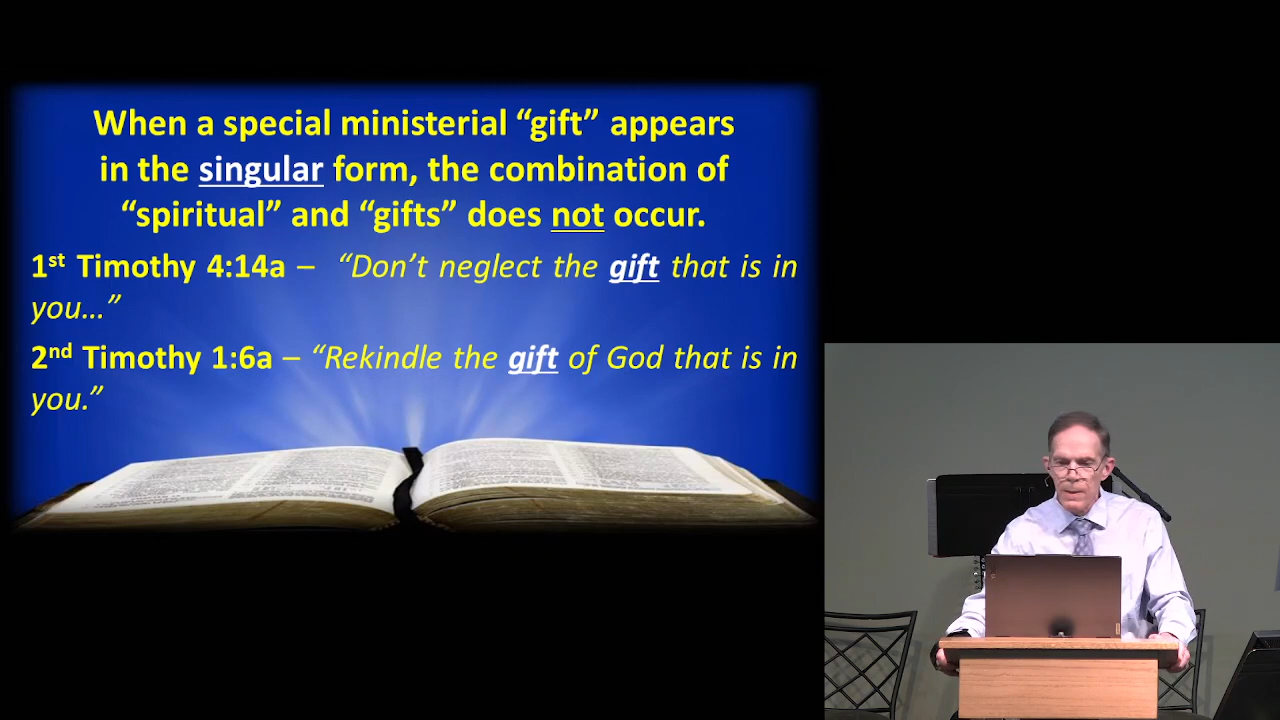 When a special ministerial “gift” appears
in the singular form, the combination of
“spiritual” and “gifts” does not occur.
1st Timothy 4:14a – “Don’t neglect the gift that is in
you…”
2nd Timothy 1:6a – “Rekindle the gift of God that is in
you.”